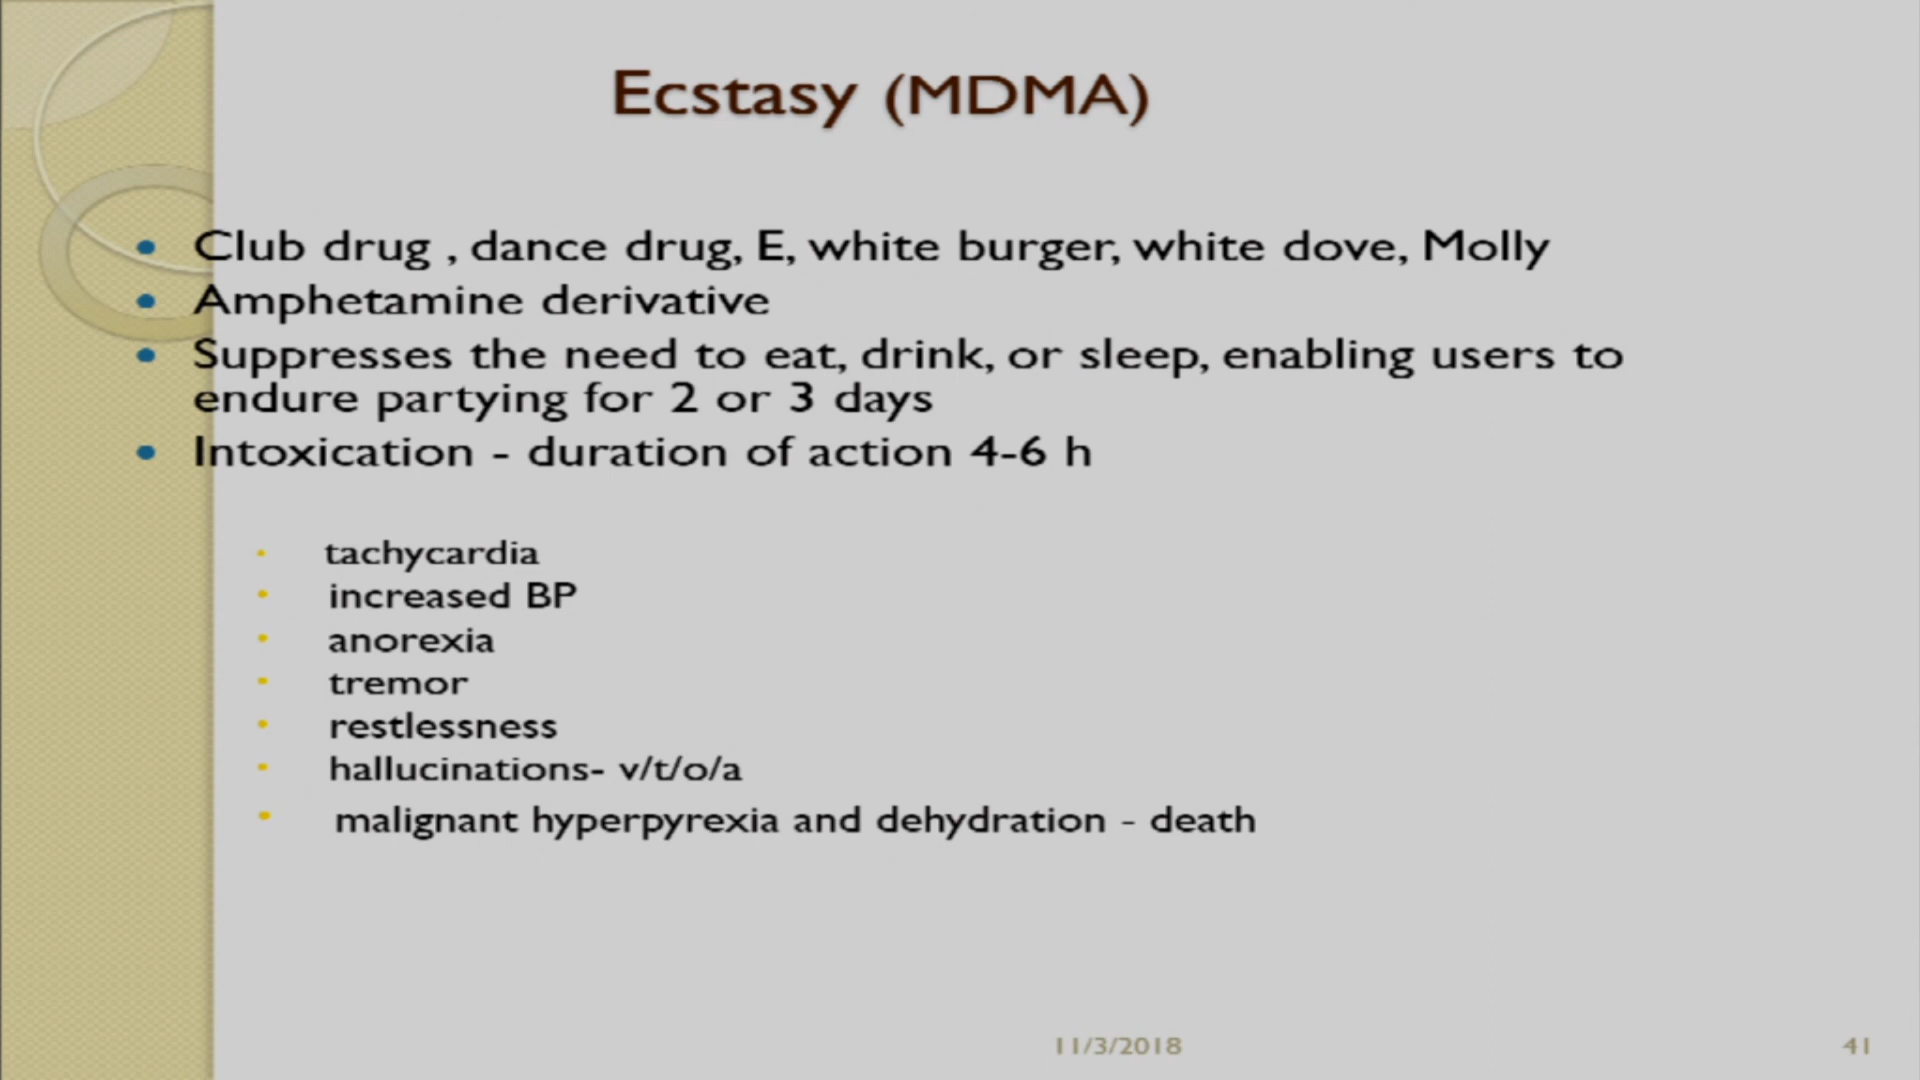 Ecstasy (MDMA)
• Club drug , dance drug, E, white burger, white dove, Molly
• Amphetamine derivative
• Suppresses the need to eat, drink, or sleep, enabling users to
endure partying for 2 or 3 days
• Intoxication - duration of action 4-6 h
• tachycardia
• increased BP
• anorexia
• tremor
• restlessness
• hallucinations- v/t/o/a
• malignant hyperpyrexia and dehydration - death
11/3/2018
41